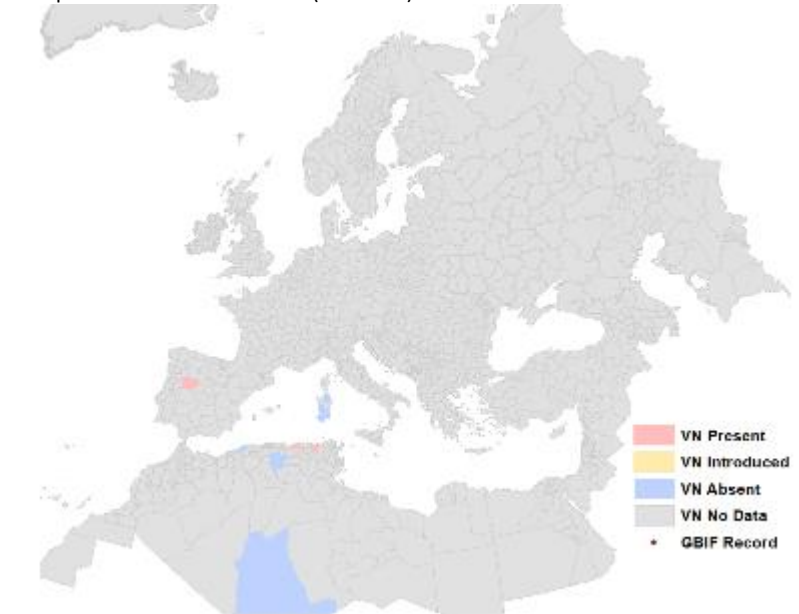 VN Present
VN Introduced
VN Absent
VN No Data
GBIF Record